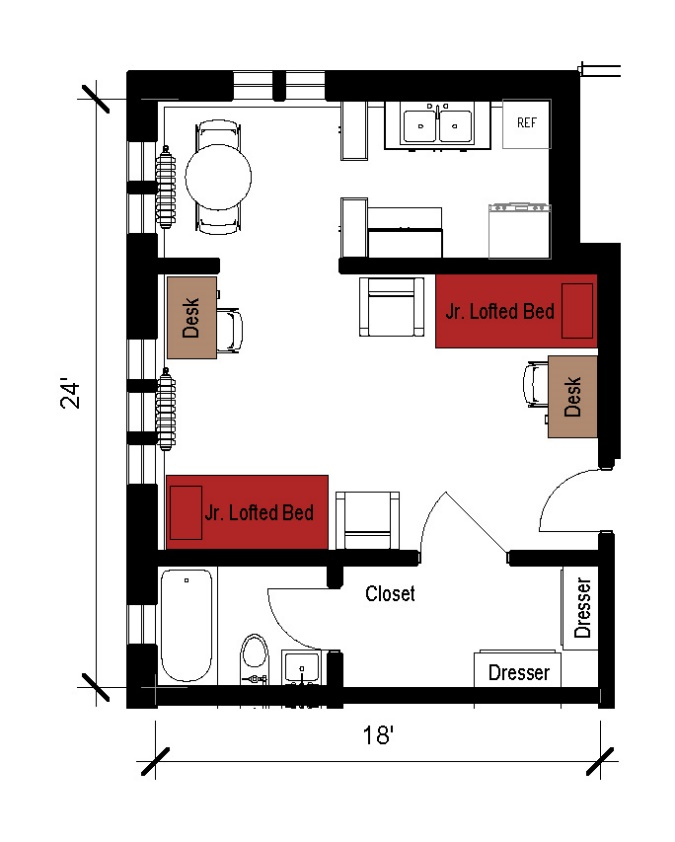 REF
Desk
Jr. Lofted Bed
Desk
24'
Jr. Lofted Bed
Closet
Dresser
Dresser
18'